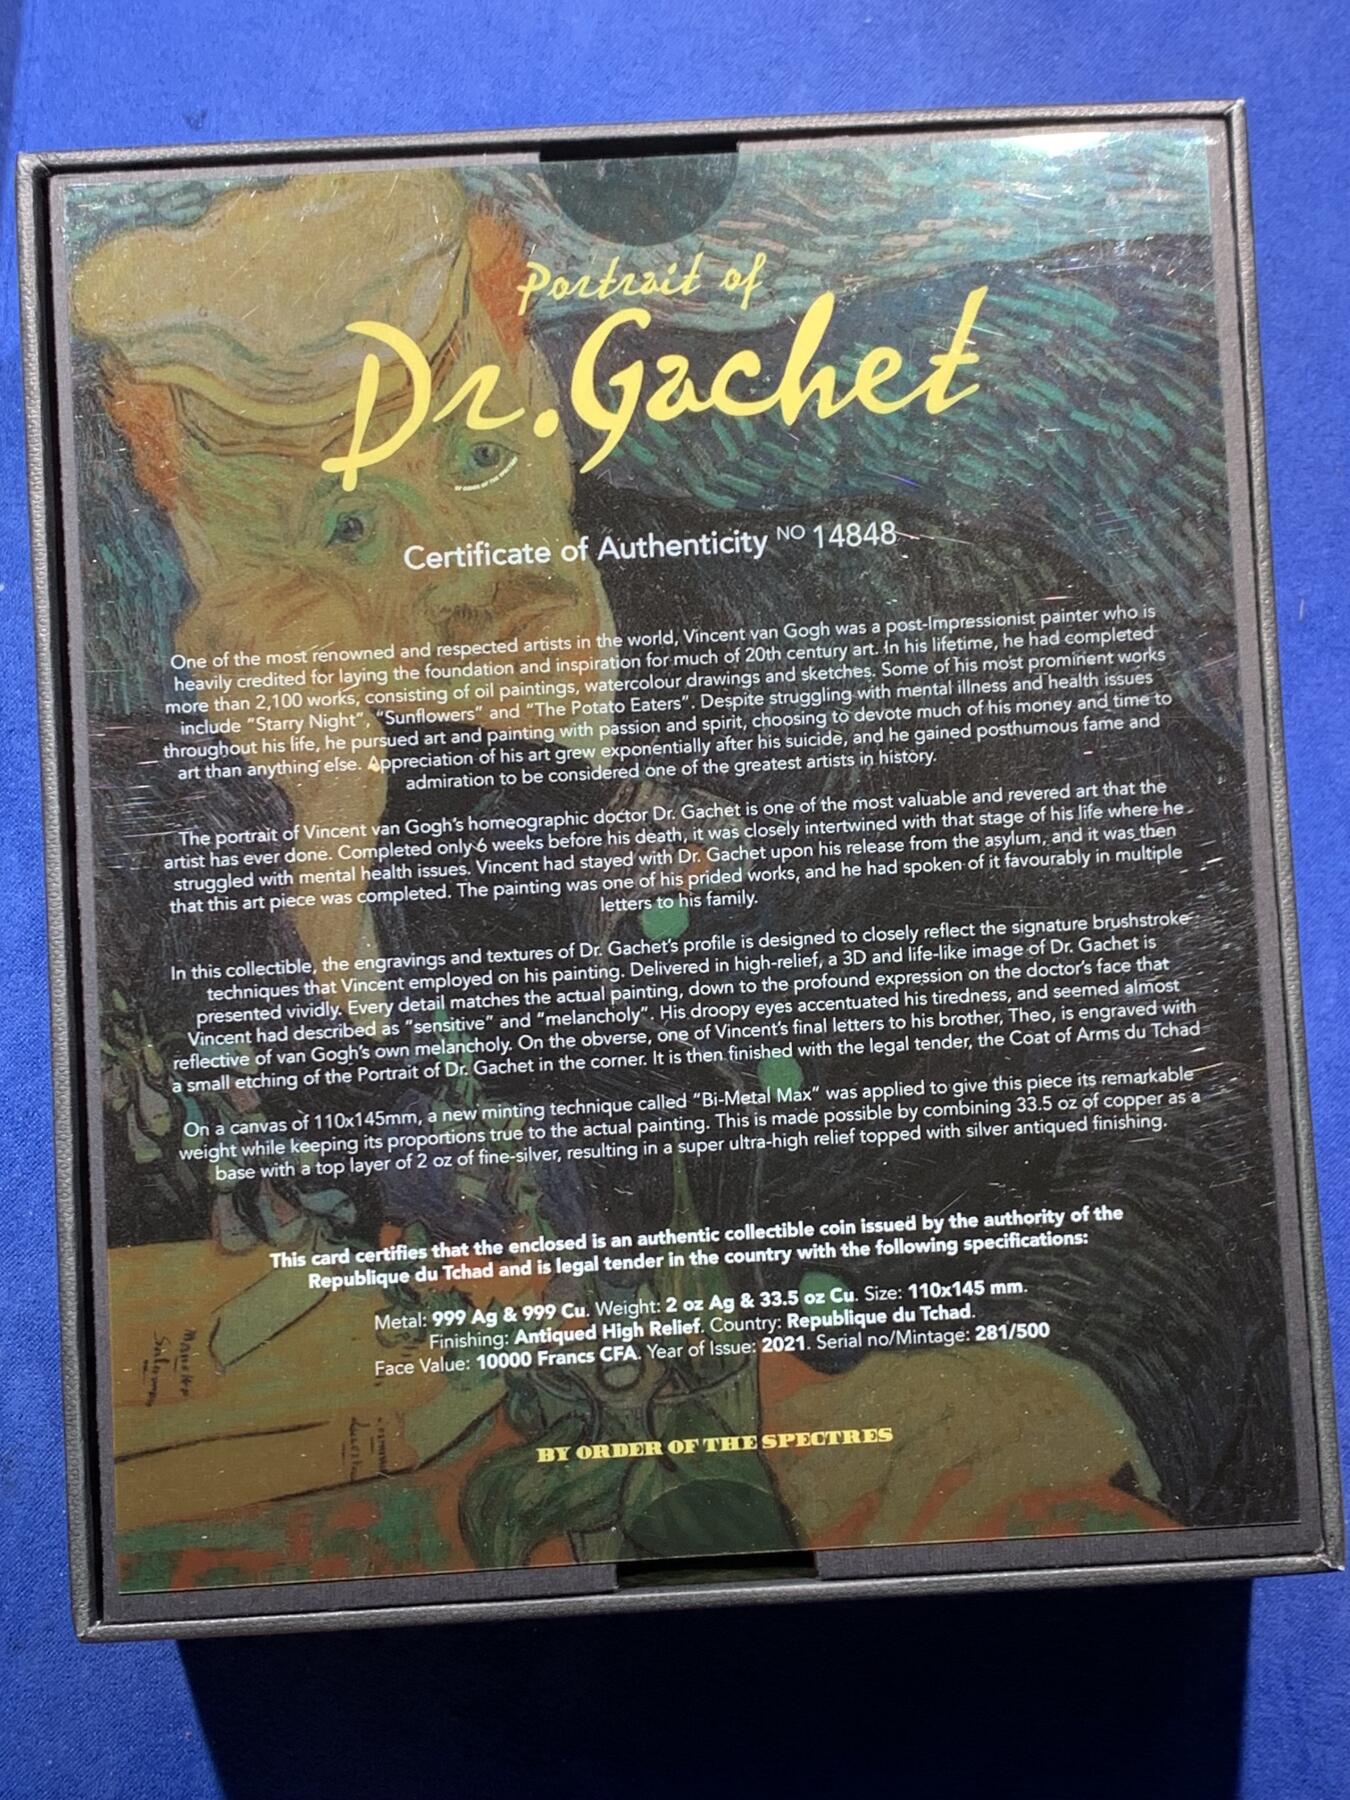 Portrait of
Dr. Gachet
BY ORDER OF THE SPECTRES
Certificate of Authenticity NO 14848
One of the most renowned and respected artists in the world, Vincent van Gogh was a post-Impressionist painter who is
heavily credited for laying the foundation and inspiration for much of 20th century art. In his lifetime, he had completed
more than 2,100 works, consisting of oil paintings, watercolour drawings and sketches. Some of his most prominent works
include "Starry Night", "Sunflowers" and "The Potato Eaters". Despite struggling with mental illness and health issues
throughout his life, he pursued art and painting with passion and spirit, choosing to devote much of his money and time to
art than anything else. Appreciation of his art grew exponentially after his suicide, and he gained posthumous fame and
admiration to be considered one of the greatest artists in history.
The portrait of Vincent van Gogh's homeographic doctor Dr. Gachet is one of the most valuable and revered art that the
artist has ever done. Completed only 6 weeks before his death, it was closely intertwined with that stage of his life where he
struggled with mental health issues. Vincent had stayed with Dr. Gachet upon his release from the asylum, and it was then
that this art piece was completed. The painting was one of his prided works, and he had spoken of it favourably in multiple
letters to his family.
In this collectible, the engravings and textures of Dr. Gachet's profile is designed to closely reflect the signature brushstroke
techniques that Vincent employed on his painting. Delivered in high-relief, a 3D and life-like image of Dr. Gachet is
presented vividly. Every detail matches the actual painting, down to the profound expression on the doctor's face that
Vincent had described as "sensitive" and "melancholy". His droopy eyes accentuated his tiredness, and seemed almost
reflective of van Gogh's own melancholy. On the obverse, one of Vincent's final letters to his brother, Theo, is engraved with
a small etching of the Portrait of Dr. Gachet in the corner. It is then finished with the legal tender, the Coat of Arms du Tchad
On a canvas of 110x145mm, a new minting technique called "Bi-Metal Max" was applied to give this piece its remarkable
weight while keeping its proportions true to the actual painting. This is made possible by combining 33.5 oz of copper as a
base with a top layer of 2 oz of fine-silver, resulting in a super ultra-high relief topped with silver antiqued finishing.
This card certifies that the enclosed is an authentic collectible coin issued by the authority of the
Republique du Tchad and is legal tender in the country with the following specifications:
Metal: 999 Ag & 999 Cu. Weight: 2 oz Ag & 33.5 oz Cu. Size: 110x145 mm.
Finishing: Antiqued High Relief. Country: Republique du Tchad.
Face Value: 10000 Francs CFA. Year of Issue: 2021. Serial no/Mintage: 281/500
BY ORDER OF THE SPECTRES